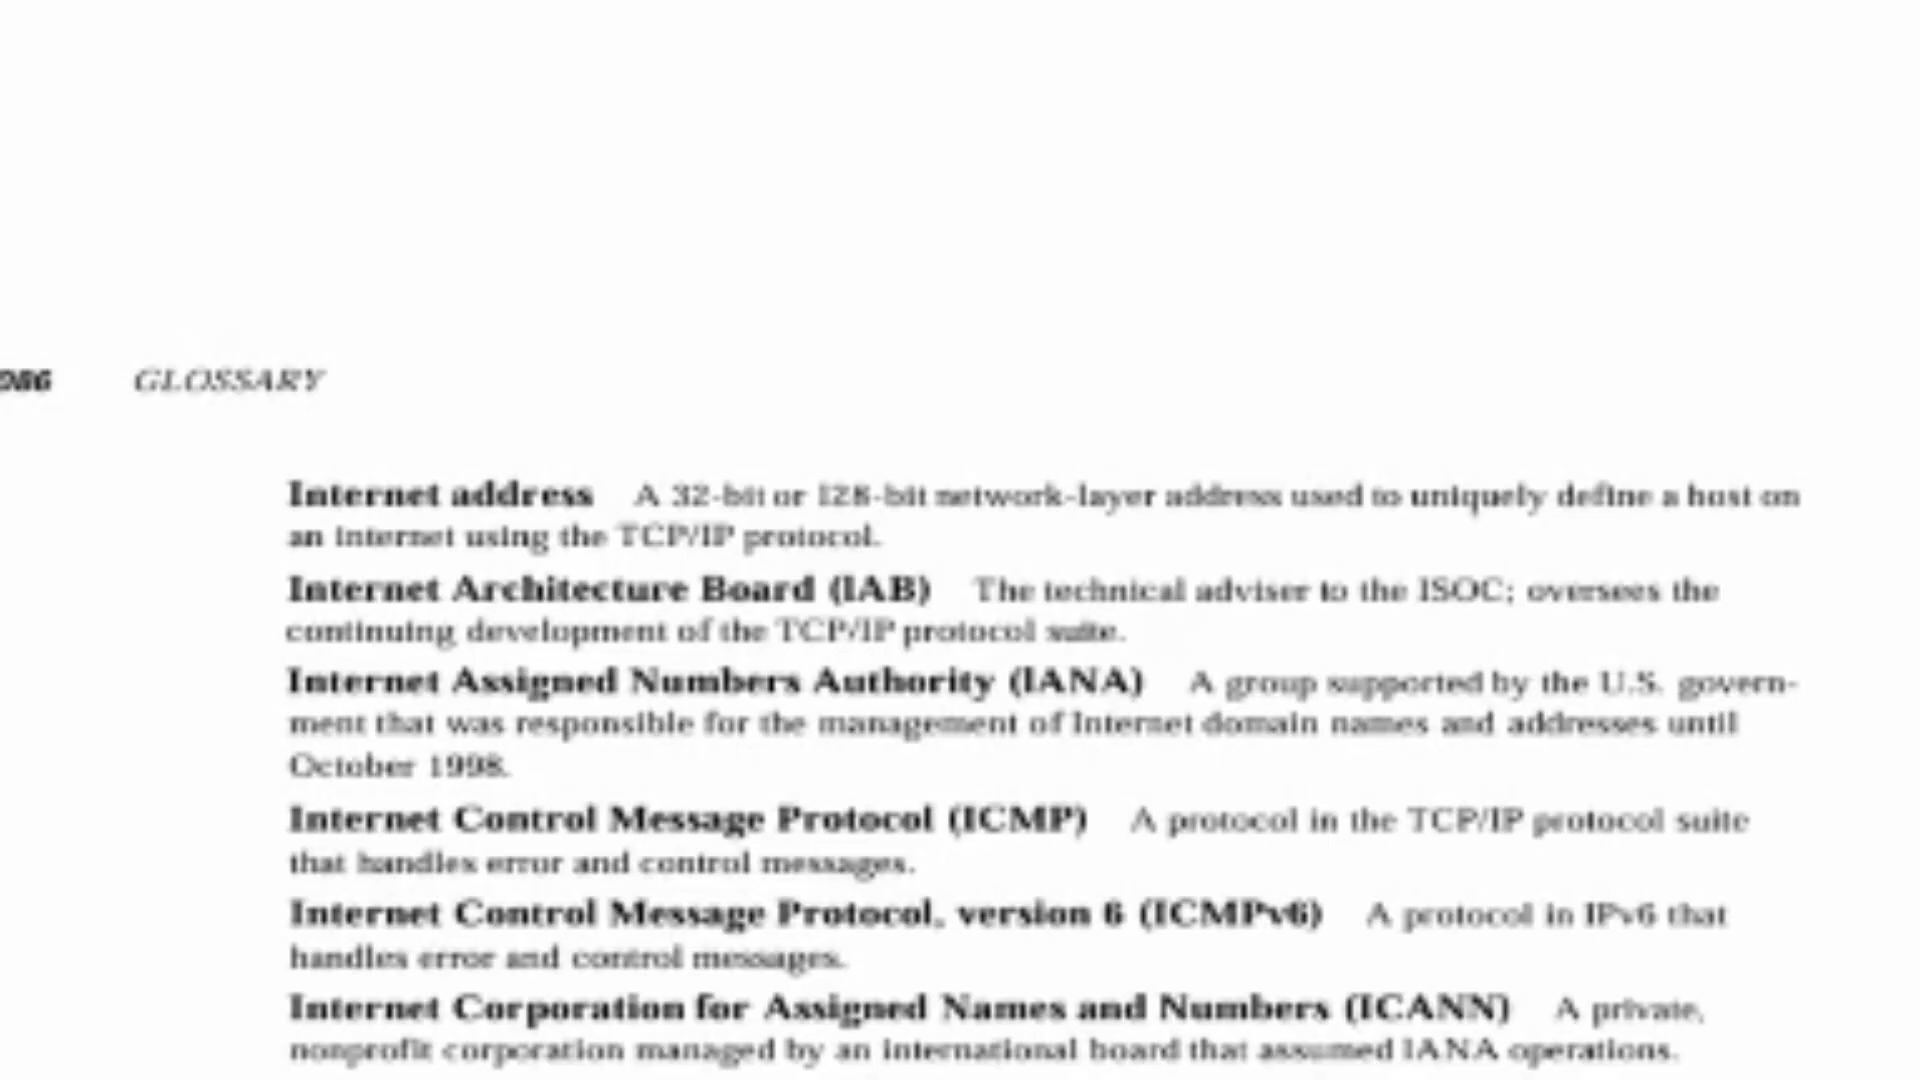 086 GLOSSARY
Internet address A 32-bit or 128-bit network-layer address used to uniquely define a host on
an Internet using the TCP/IP protocol.
Internet Architecture Board (IAB) The technical adviser to the ISOC; oversees the
continuing development of the TCP/IP protocol suite.
Internet Assigned Numbers Authority (IANA) A group supported by the U.S. govern-
ment that was responsible for the management of Internet domain names and addresses until
October 1998.
Internet Control Message Protocol (ICMP) A protocol in the TCP/IP protocol suite
that handles error and control messages.
Internet Control Message Protocol, version 6 (ICMPv6) A protocol in IPv6 that
handles error and control messages.
Internet Corporation for Assigned Names and Numbers (ICANN) A private,
nonprofit corporation managed by an international board that assumed IANA operations.